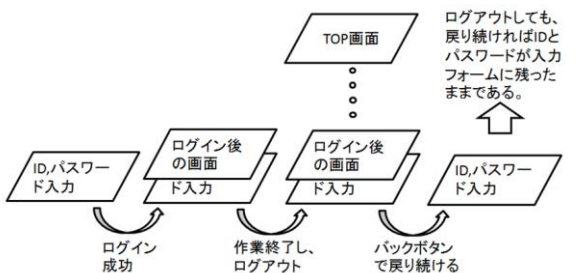 TOP画面
ログアウトしても、
戻り続ければIDと
パスワードが入力
フォームに残った
ままである。
ID,パスワー
ド入力
ログイン後
の画面
ド入力
ログイン後
の画面
ド入力
ID,パスワー
ド入力
ログイン
成功
作業終了し、
ログアウト
バックボタン
で戻り続ける